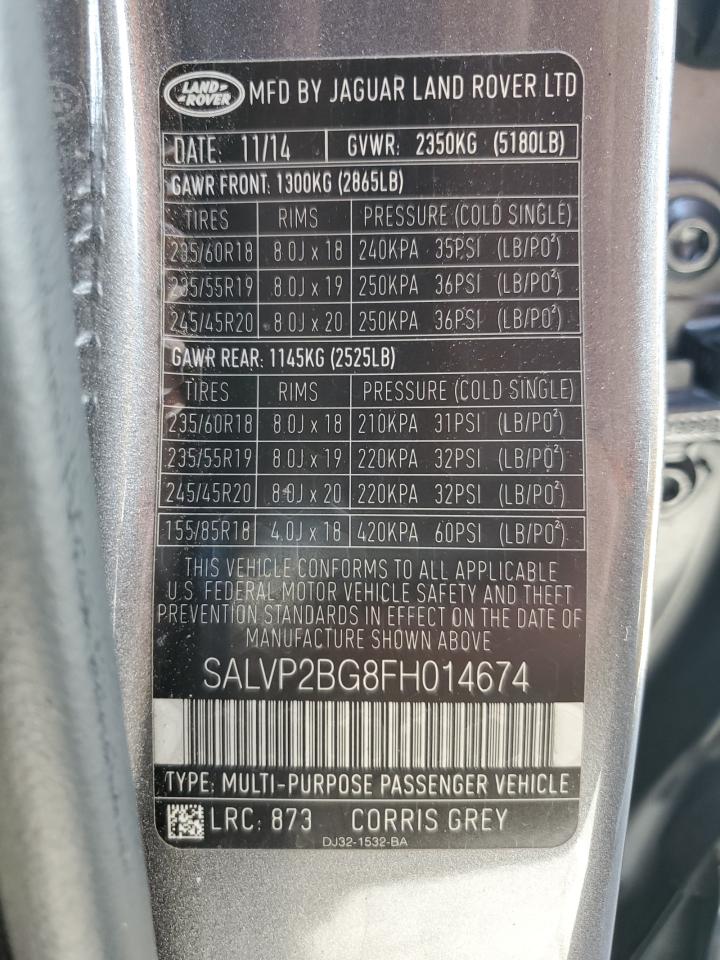 LAND ROVER MFD BY JAGUAR LAND ROVER LTD
DATE: 11/14 GVWR: 2350KG (5180LB)
GAWR FRONT: 1300KG (2865LB)
TIRES RIMS PRESSURE (COLD SINGLE)
235/60R18 8.0J x 18 240KPA 35PSI (LB/PO²)
235/55R19 8.0J x 19 250KPA 36PSI (LB/PO²)
245/45R20 8.0J x 20 250KPA 36PSI (LB/PO²)
GAWR REAR: 1145KG (2525LB)
TIRES RIMS PRESSURE (COLD SINGLE)
235/60R18 8.0J x 18 210KPA 31PSI (LB/PO²)
235/55R19 8.0J x 19 220KPA 32PSI (LB/PO²)
245/45R20 8.0J x 20 220KPA 32PSI (LB/PO²)
155/85R18 4.0J x 18 420KPA 60PSI (LB/PO²)
THIS VEHICLE CONFORMS TO ALL APPLICABLE
U.S. FEDERAL MOTOR VEHICLE SAFETY AND THEFT
PREVENTION STANDARDS IN EFFECT ON THE DATE OF
MANUFACTURE SHOWN ABOVE.
SALVP2BG8FH014674
TYPE: MULTI-PURPOSE PASSENGER VEHICLE
LRC: 873 CORRIS GREY
DJ32-1532-BA